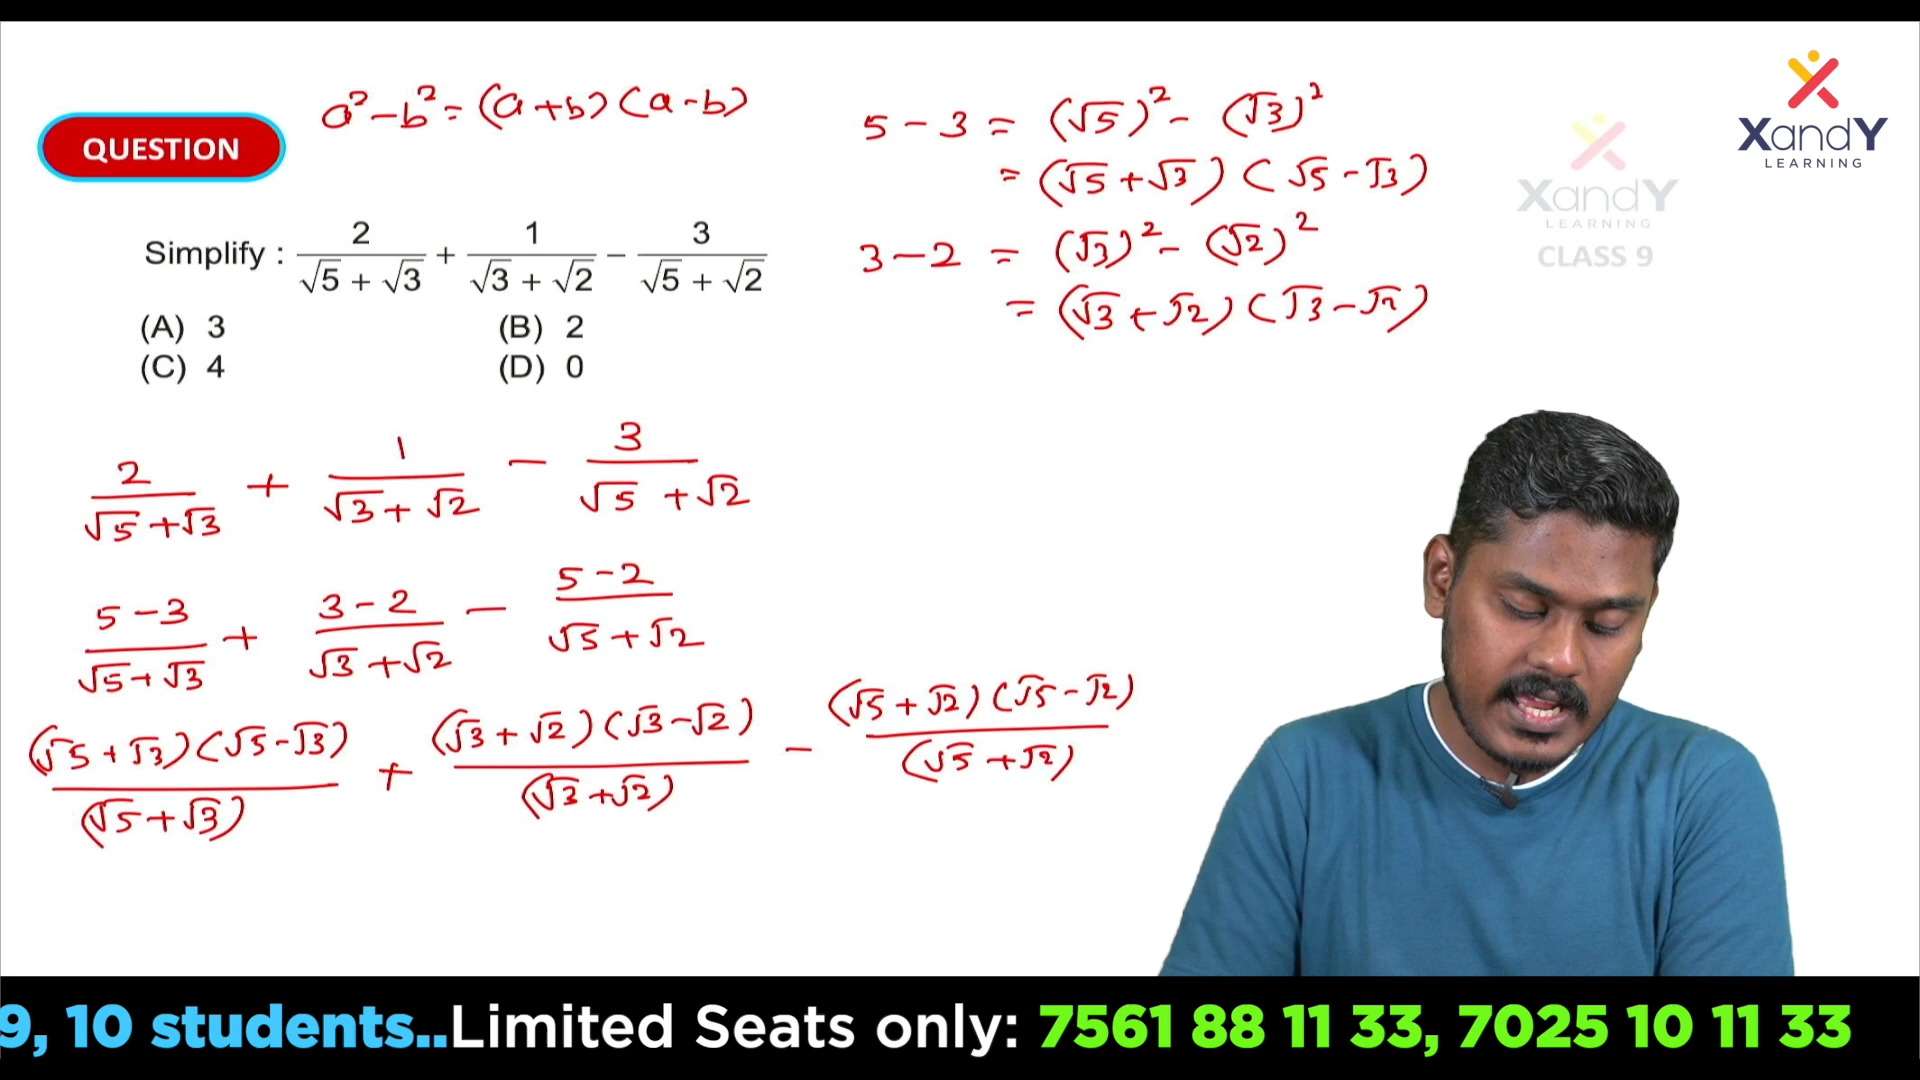 a² - b² = (a + b) (a - b)
QUESTION
Simplify : 2/(√5 + √3) + 1/(√3 + √2) − 3/(√5 + √2)
(A) 3
(B) 2
(C) 4
(D) 0
5 - 3 = (√5)² - (√3)²
= (√5 + √3) (√5 - √3)
3 - 2 = (√3)² - (√2)²
= (√3 + √2) (√3 - √2)
XandY
LEARNING
XandY
LEARNING
CLASS 9
2/(√5 + √3) + 1/(√3 + √2) - 3/(√5 + √2)
5 - 3/(√5 + √3) + 3 - 2/(√3 + √2) - 5 - 2/(√5 + √2)
(√5 + √3) (√5 - √3)/(√5 + √3) + (√3 + √2) (√3 - √2)/(√3 + √2) - (√5 + √2) (√5 - √2)/(√5 + √2)
9, 10 students..Limited Seats only: 7561 88 11 33, 7025 10 11 33